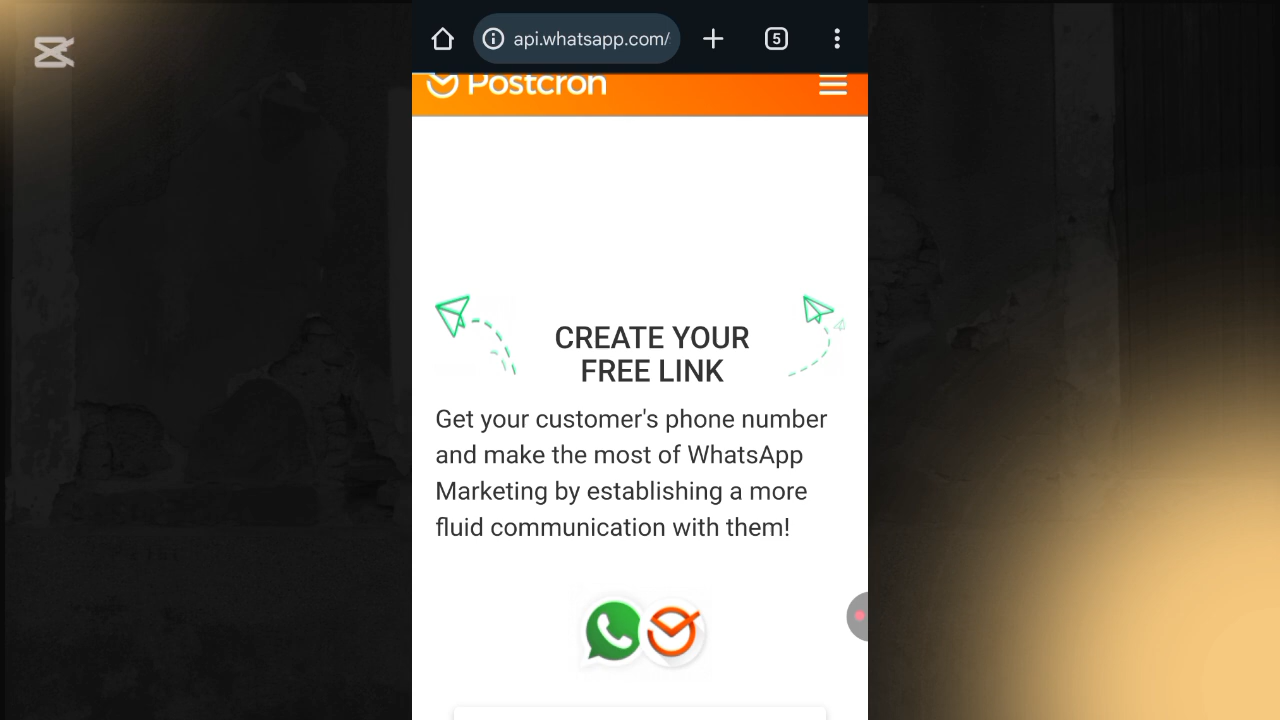 api.whatsapp.com/
5
Postcron
CREATE YOUR
FREE LINK
Get your customer's phone number
and make the most of WhatsApp
Marketing by establishing a more
fluid communication with them!